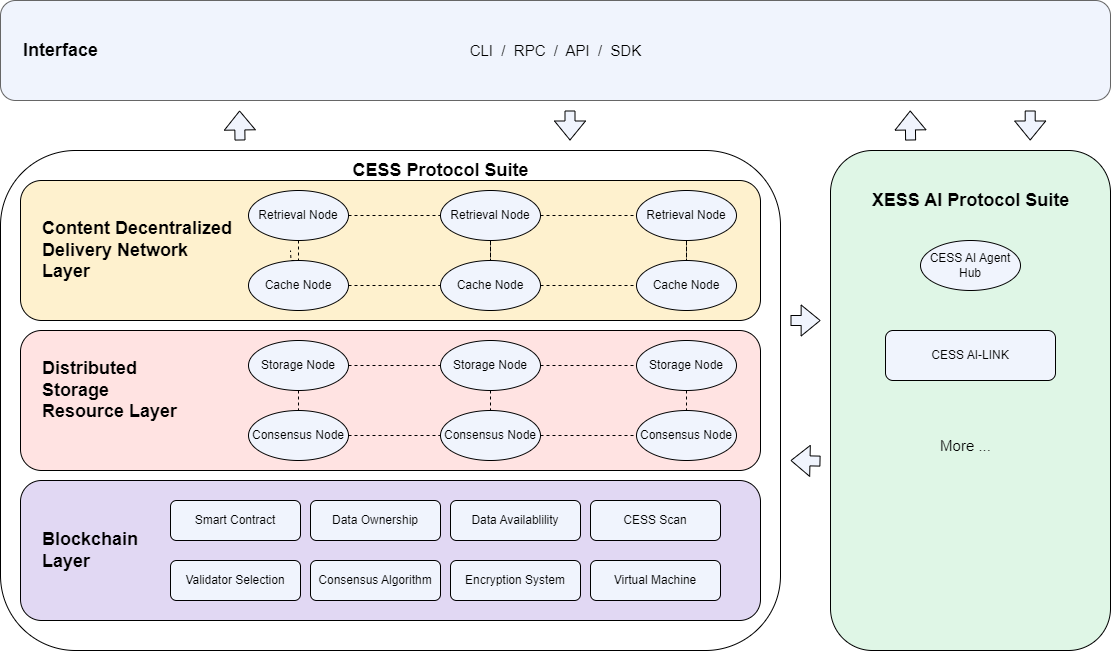 Interface
CLI / RPC / API / SDK
CESS Protocol Suite
Content Decentralized
Delivery Network
Layer
Retrieval Node
Retrieval Node
Retrieval Node
Cache Node
Cache Node
Cache Node
Distributed
Storage
Resource Layer
Storage Node
Storage Node
Storage Node
Consensus Node
Consensus Node
Consensus Node
Blockchain
Layer
Smart Contract
Data Ownership
Data Availablility
CESS Scan
Validator Selection
Consensus Algorithm
Encryption System
Virtual Machine
XESS AI Protocol Suite
CESS AI Agent
Hub
CESS AI-LINK
More ...